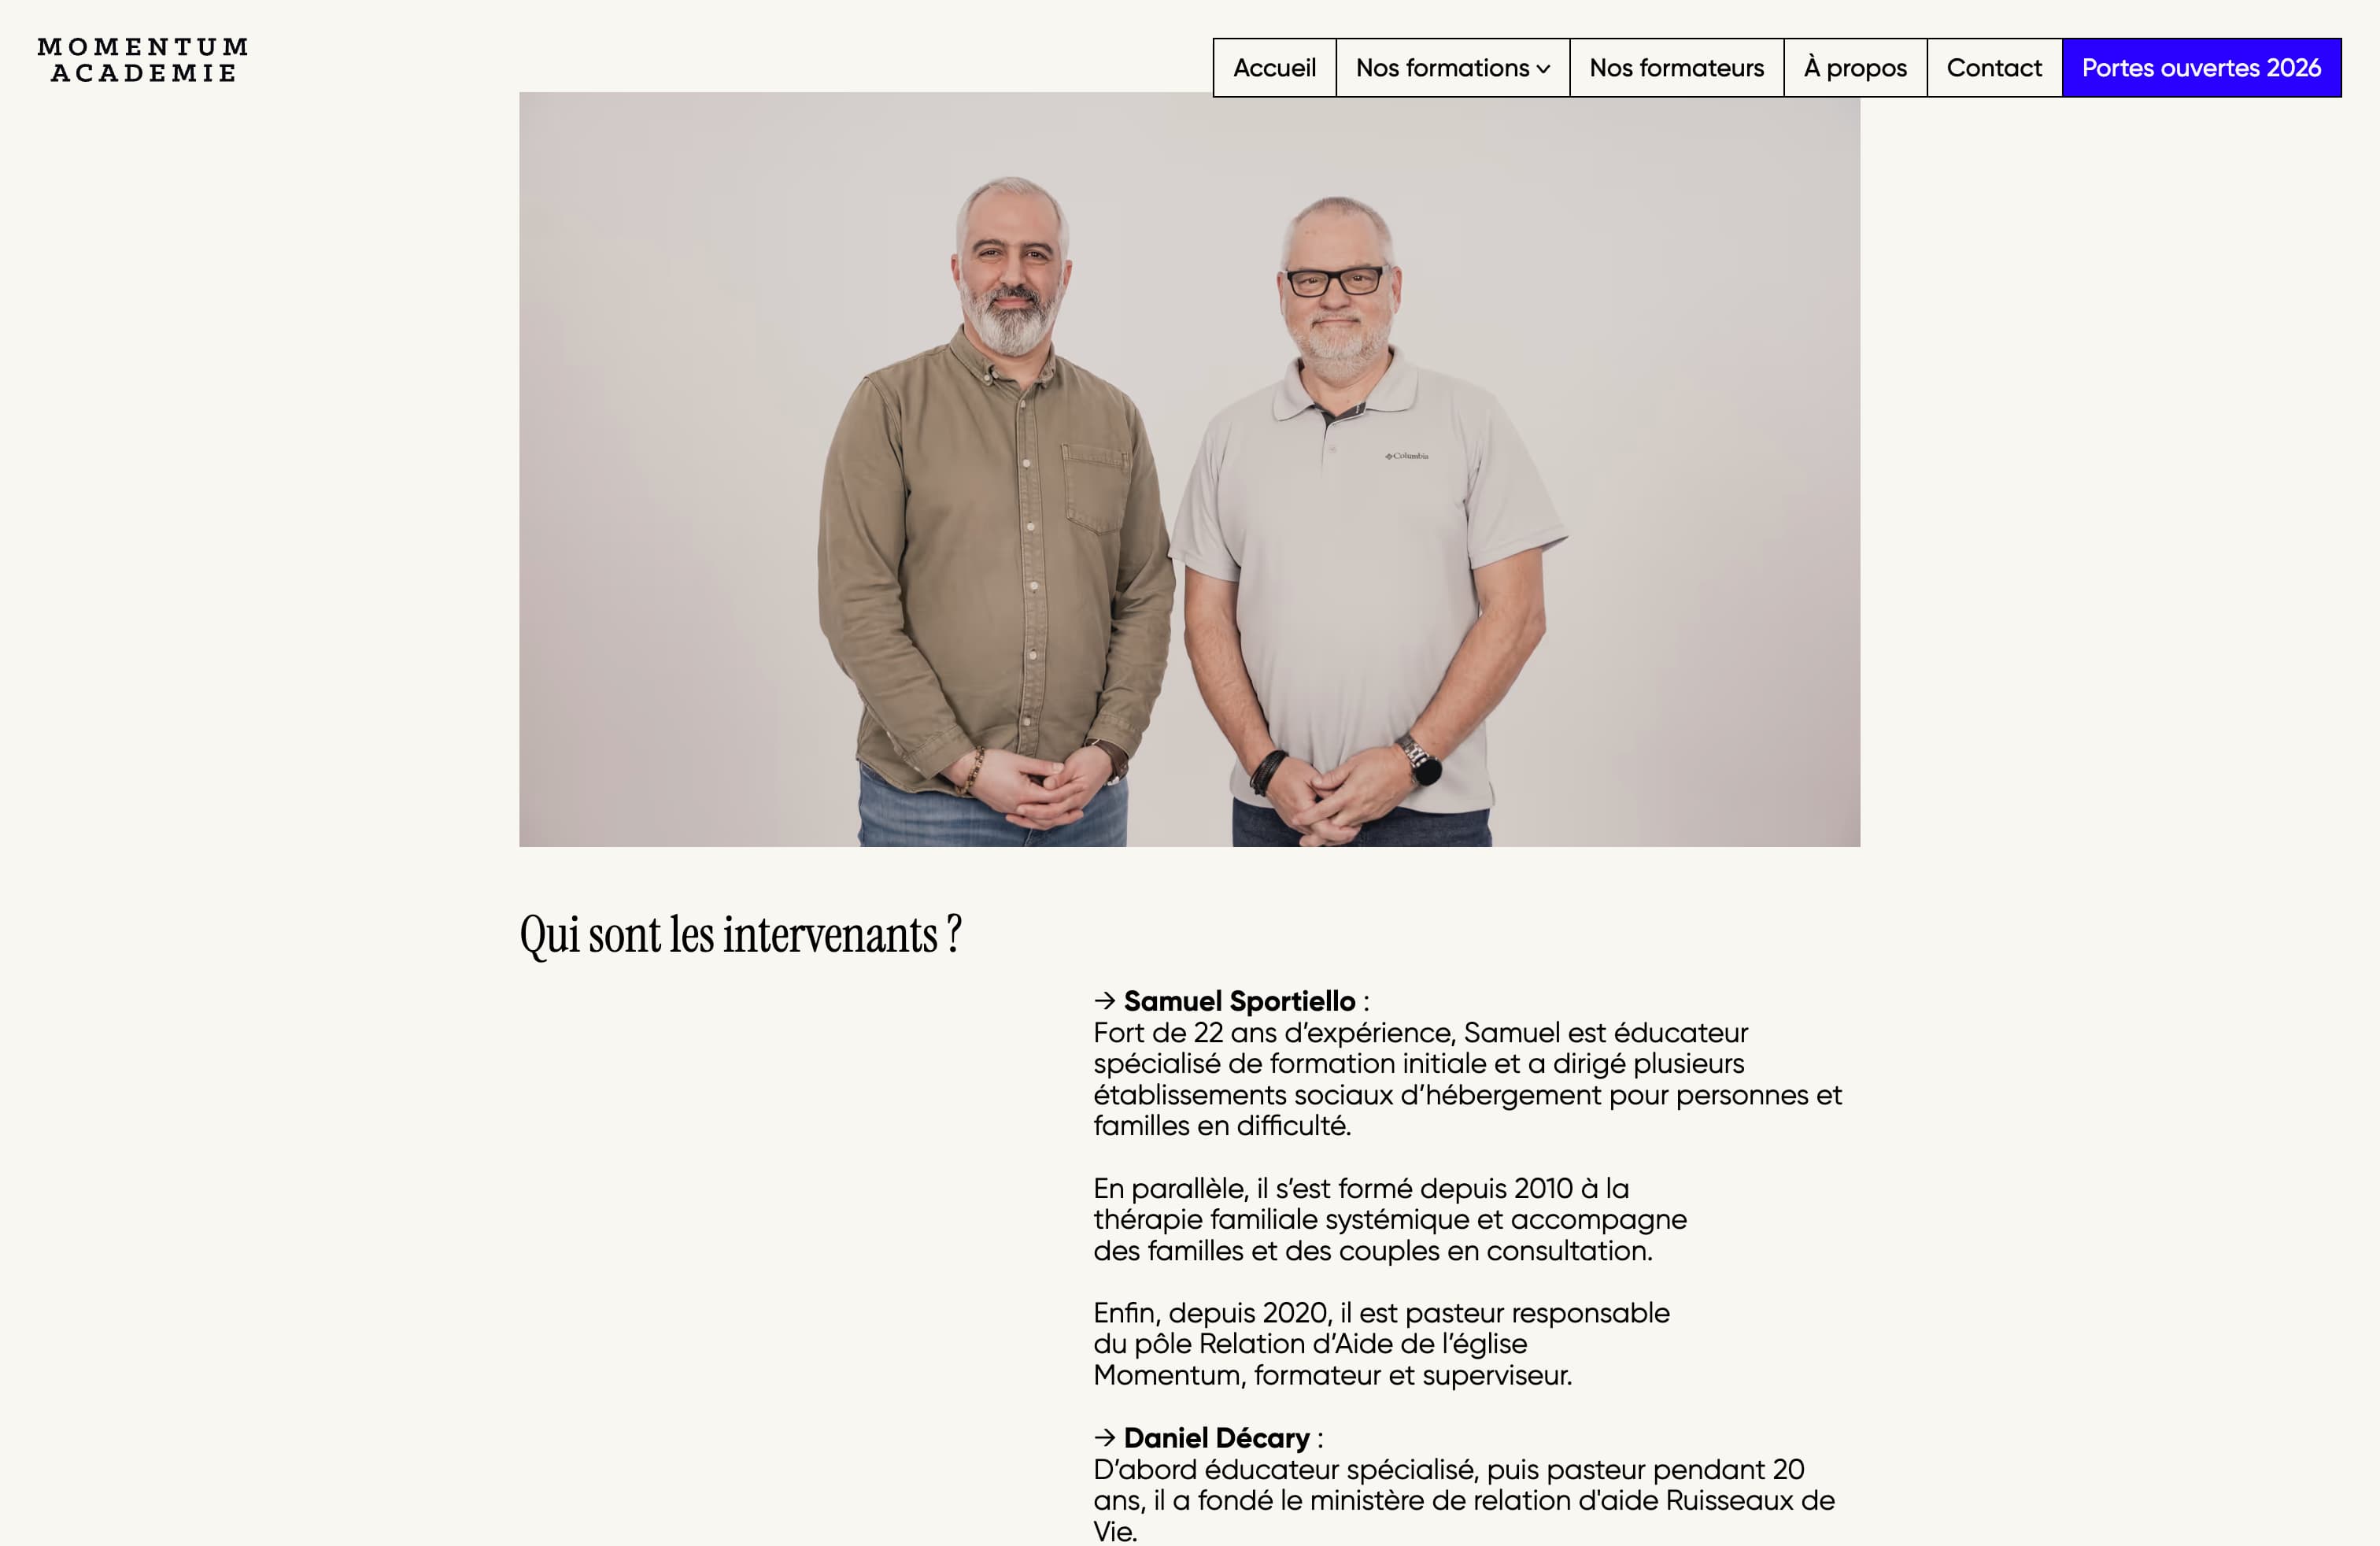 MOMENTUM
ACADEMIE
Accueil
Nos formations
Nos formateurs
À propos
Contact
Portes ouvertes 2026
Columbia
Qui sont les intervenants ?
→ Samuel Sportiello :
Fort de 22 ans d’expérience, Samuel est éducateur
spécialisé de formation initiale et a dirigé plusieurs
établissements sociaux d’hébergement pour personnes et
familles en difficulté.
En parallèle, il s’est formé depuis 2010 à la
thérapie familiale systémique et accompagne
des familles et des couples en consultation.
Enfin, depuis 2020, il est pasteur responsable
du pôle Relation d’Aide de l’église
Momentum, formateur et superviseur.
→ Daniel Décary :
D’abord éducateur spécialisé, puis pasteur pendant 20
ans, il a fondé le ministère de relation d'aide Ruisseaux de
Vie.